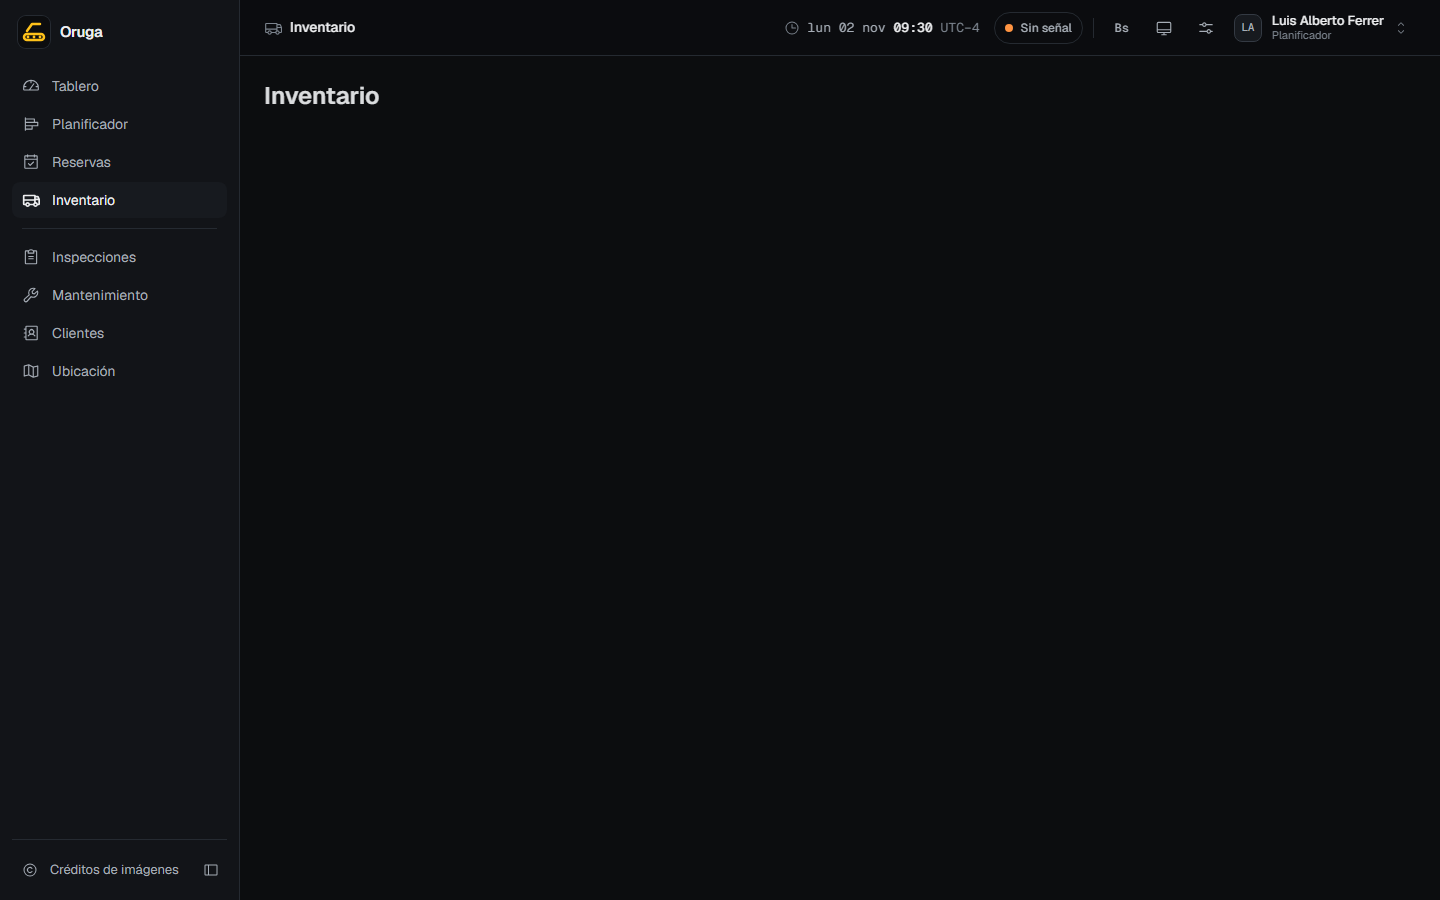 Oruga
Tablero
Planificador
Reservas
Inventario
Inspecciones
Mantenimiento
Clientes
Ubicación
Créditos de imágenes
Inventario
lun 02 nov 09:30 UTC−4
Sin señal
Bs
LA
Luis Alberto Ferrer
Planificador
Inventario